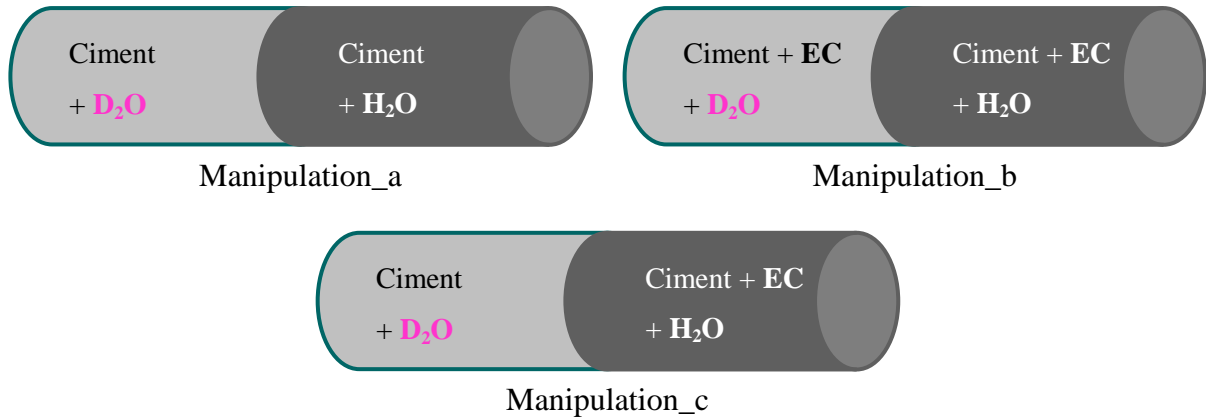 Ciment
+ D₂O
Ciment
+ H₂O
Manipulation_a
Ciment + EC
+ D₂O
Ciment + EC
+ H₂O
Manipulation_b
Ciment
+ D₂O
Ciment + EC
+ H₂O
Manipulation_c